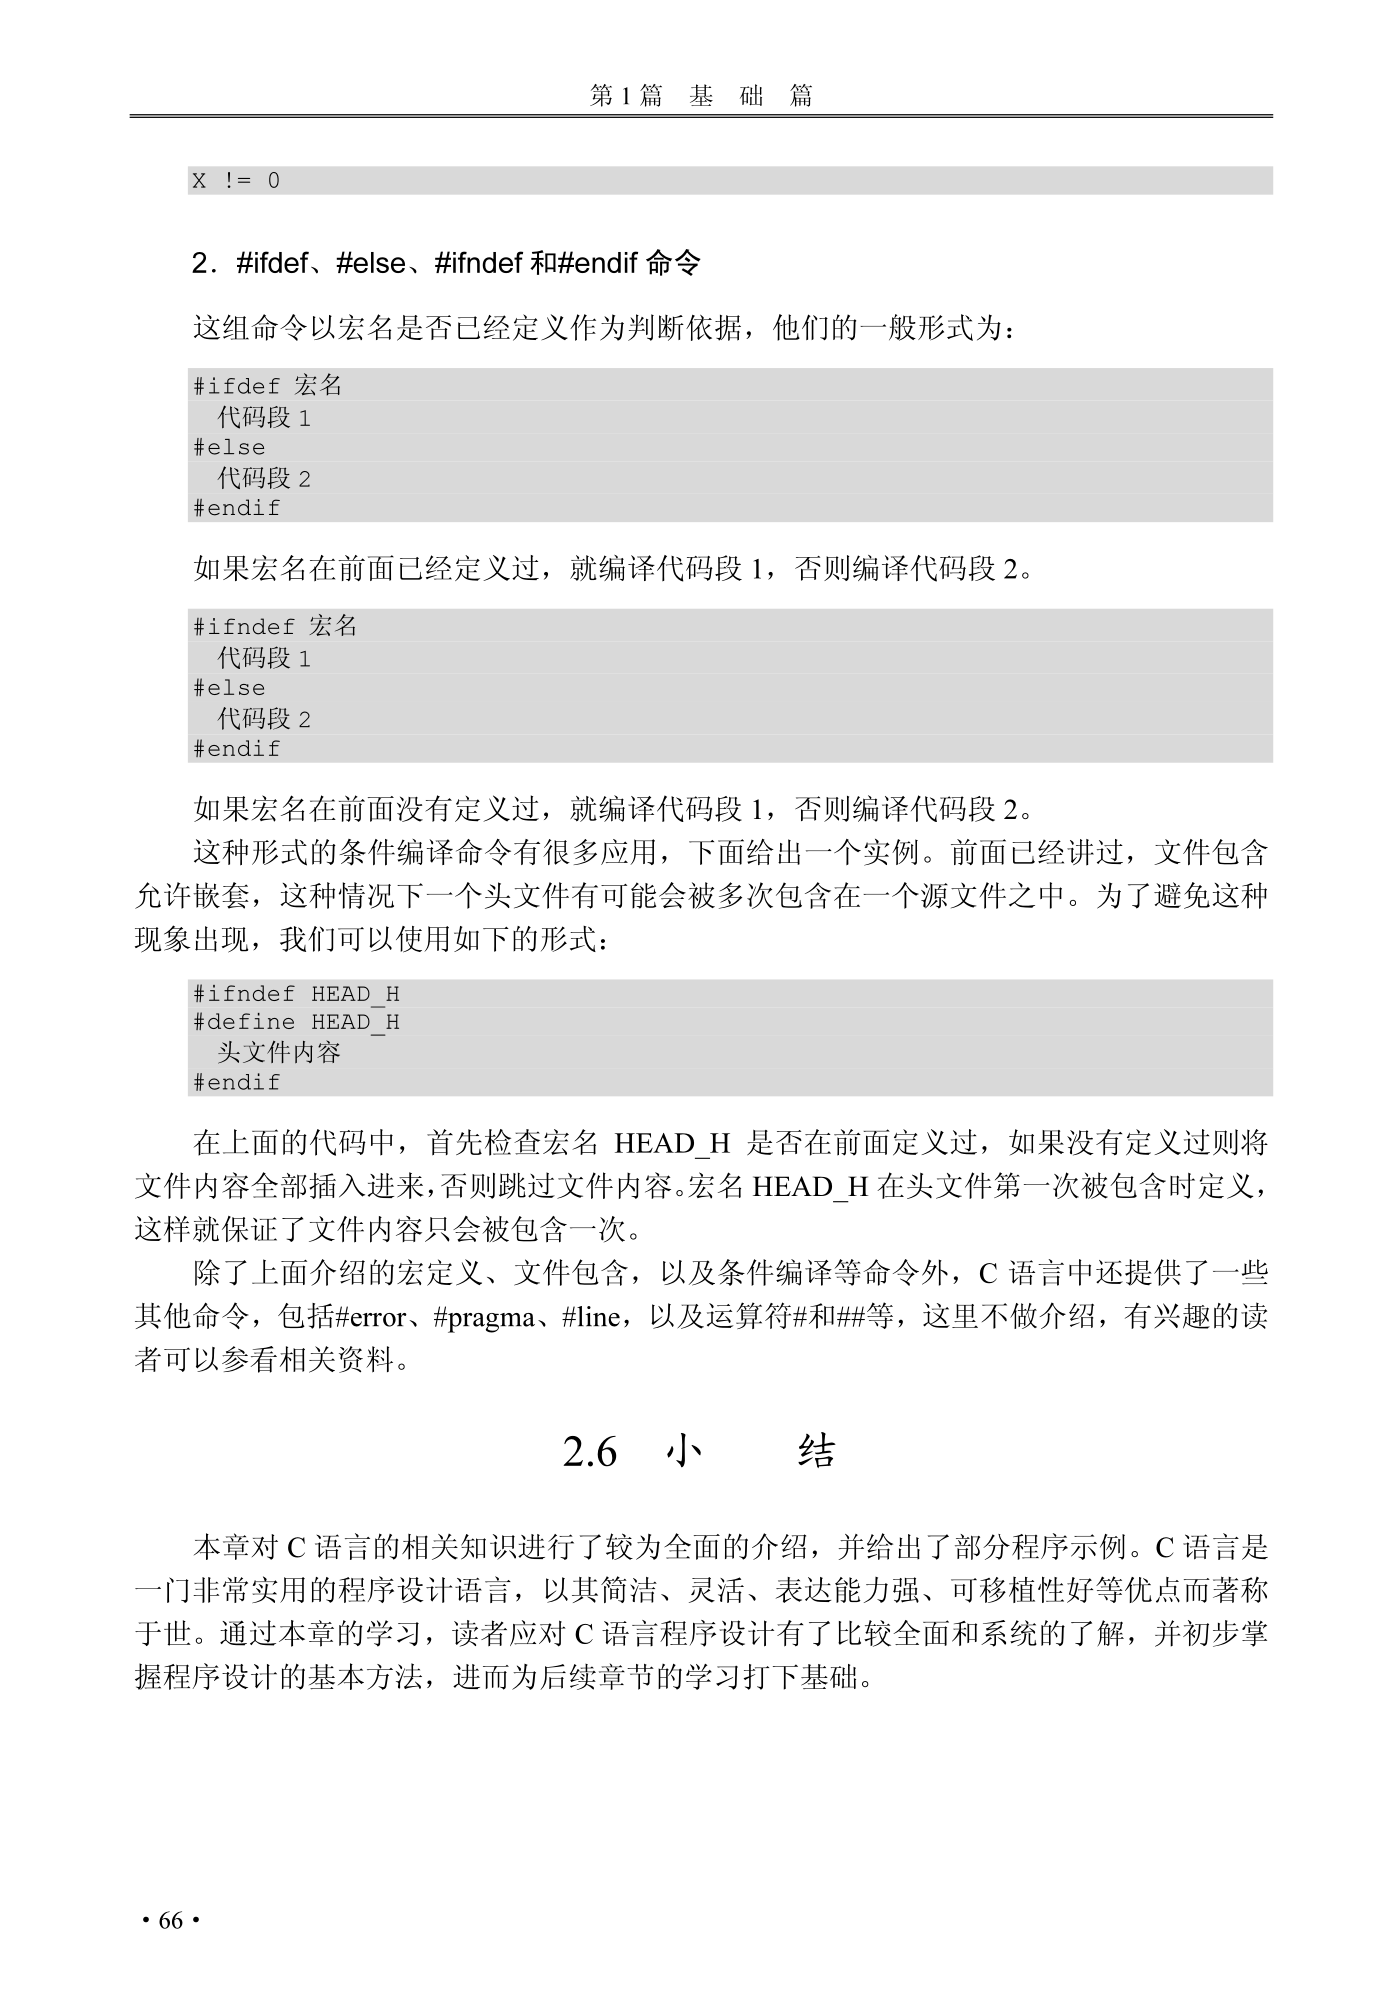 第 1 篇　基　础　篇
X != 0
2．#ifdef、#else、#ifndef 和#endif 命令
这组命令以宏名是否已经定义作为判断依据，他们的一般形式为：
#ifdef 宏名
代码段 1
#else
代码段 2
#endif
如果宏名在前面已经定义过，就编译代码段 1，否则编译代码段 2。
#ifndef 宏名
代码段 1
#else
代码段 2
#endif
如果宏名在前面没有定义过，就编译代码段 1，否则编译代码段 2。
这种形式的条件编译命令有很多应用，下面给出一个实例。前面已经讲过，文件包含
允许嵌套，这种情况下一个头文件有可能会被多次包含在一个源文件之中。为了避免这种
现象出现，我们可以使用如下的形式：
#ifndef HEAD_H
#define HEAD_H
头文件内容
#endif
在上面的代码中，首先检查宏名 HEAD_H 是否在前面定义过，如果没有定义过则将
文件内容全部插入进来，否则跳过文件内容。宏名 HEAD_H 在头文件第一次被包含时定义，
这样就保证了文件内容只会被包含一次。
除了上面介绍的宏定义、文件包含，以及条件编译等命令外，C 语言中还提供了一些
其他命令，包括#error、#pragma、#line，以及运算符#和##等，这里不做介绍，有兴趣的读
者可以参看相关资料。
2.6　小　　结
本章对 C 语言的相关知识进行了较为全面的介绍，并给出了部分程序示例。C 语言是
一门非常实用的程序设计语言，以其简洁、灵活、表达能力强、可移植性好等优点而著称
于世。通过本章的学习，读者应对 C 语言程序设计有了比较全面和系统的了解，并初步掌
握程序设计的基本方法，进而为后续章节的学习打下基础。
·66·